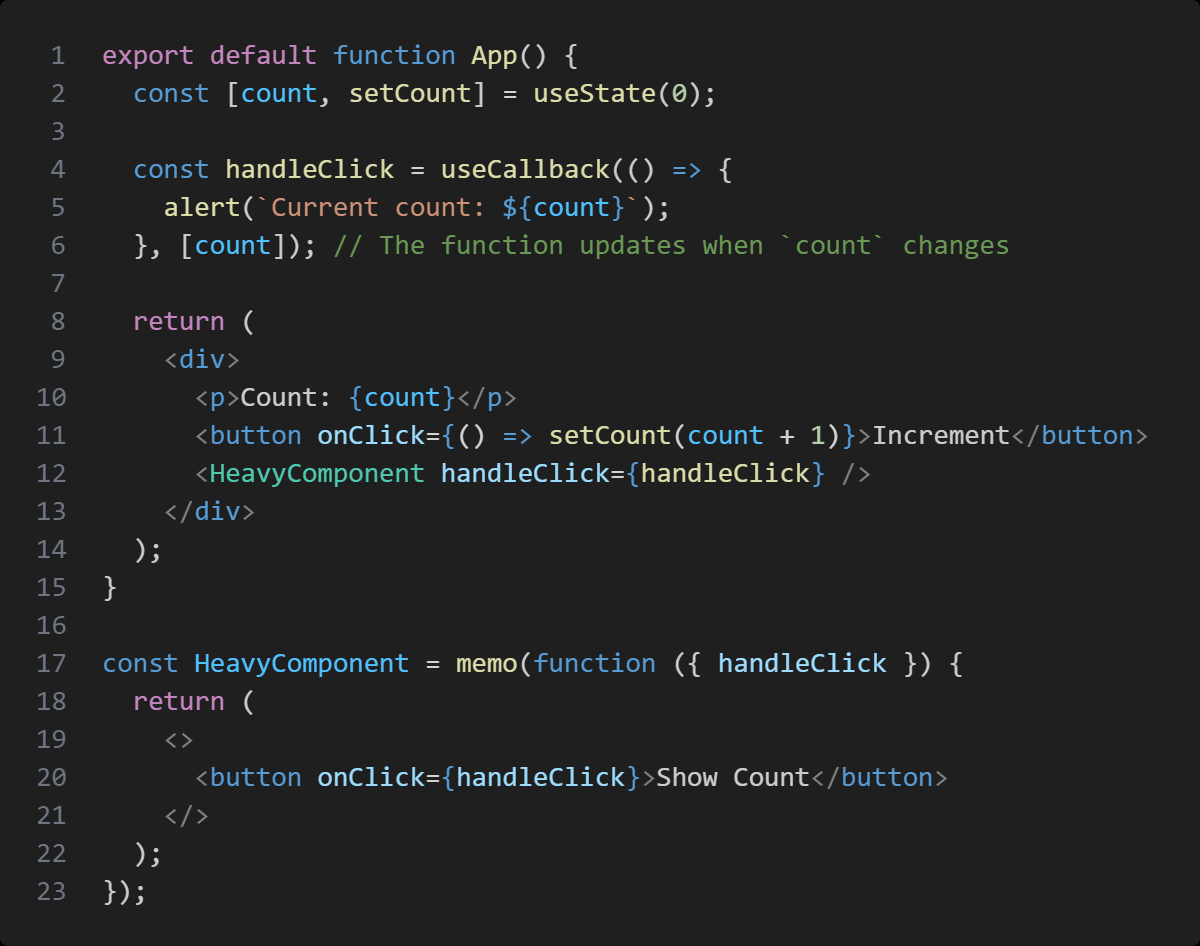 1 export default function App() {
2   const [count, setCount] = useState(0);
3
4   const handleClick = useCallback(() => {
5     alert(`Current count: ${count}`);
6   }, [count]); // The function updates when `count` changes
7
8   return (
9     <div>
10       <p>Count: {count}</p>
11       <button onClick={() => setCount(count + 1)}>Increment</button>
12       <HeavyComponent handleClick={handleClick} />
13     </div>
14   );
15 }
16
17 const HeavyComponent = memo(function ({ handleClick }) {
18   return (
19     <>
20       <button onClick={handleClick}>Show Count</button>
21     </>
22   );
23 });